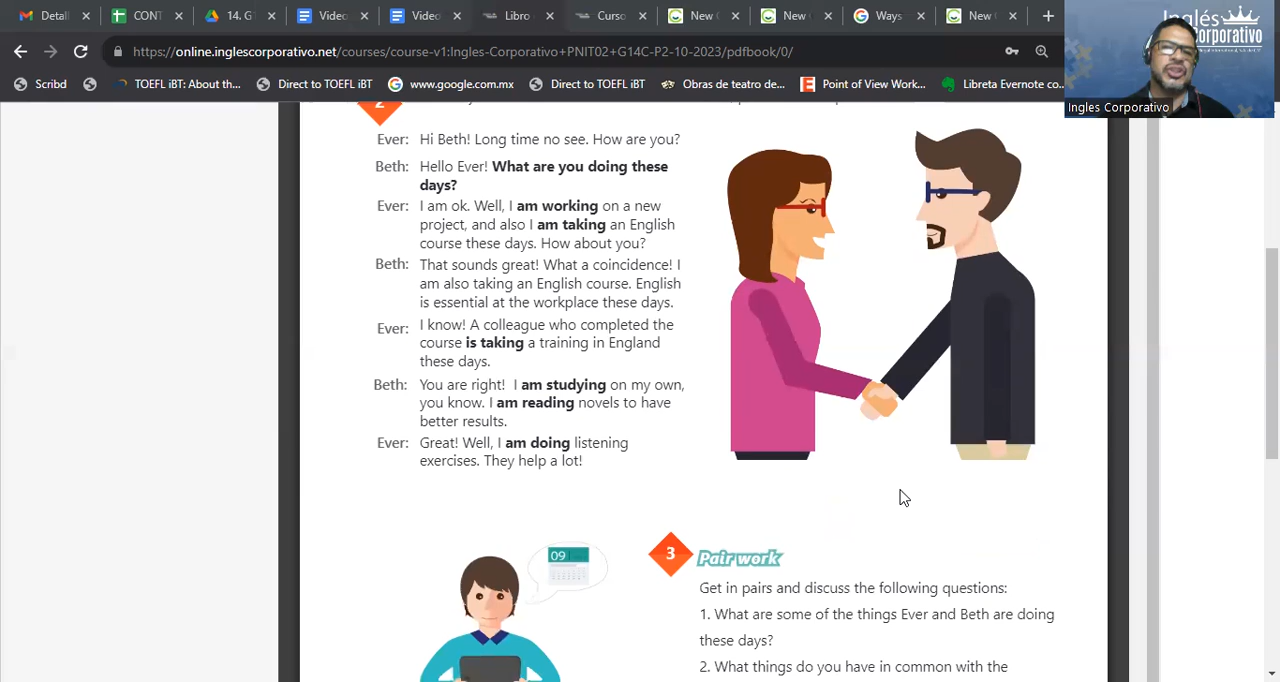 Detall
CONT
14. G
Video
Video
Libro
Curso
New C
New
Ways
New
https://online.inglescorporativo.net/courses/course-v1:Ingles-Corporativo+PNIT02+G14C-P2-10-2023/pdfbook/0/
Scribd
TOEFL iBT: About th...
Direct to TOEFL iBT
www.google.com.mx
Direct to TOEFL iBT
Obras de teatro de...
Point of View Work...
Libreta Evernote co...
Inglés
Corporativo
Ingles Corporativo
2
Ever: Hi Beth! Long time no see. How are you?
Beth: Hello Ever! What are you doing these
days?
Ever: I am ok. Well, I am working on a new
project, and also I am taking an English
course these days. How about you?
Beth: That sounds great! What a coincidence! I
am also taking an English course. English
is essential at the workplace these days.
Ever: I know! A colleague who completed the
course is taking a training in England
these days.
Beth: You are right! I am studying on my own,
you know. I am reading novels to have
better results.
Ever: Great! Well, I am doing listening
exercises. They help a lot!
09
3 Pair work
Get in pairs and discuss the following questions:
1. What are some of the things Ever and Beth are doing
these days?
2. What things do you have in common with the